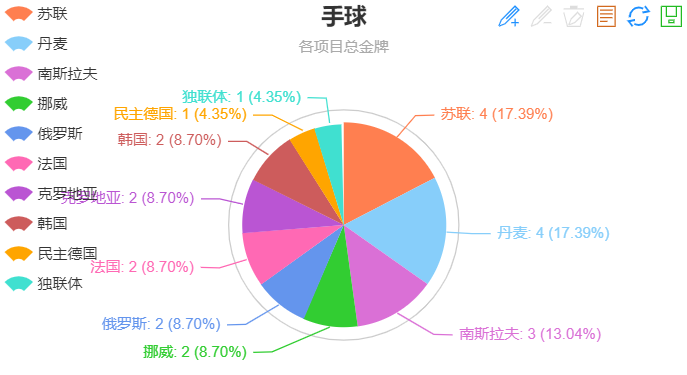 手球
各项目总金牌
苏联
丹麦
南斯拉夫
挪威
俄罗斯
法国
克罗地亚
韩国
民主德国
独联体
独联体: 1 (4.35%)
民主德国: 1 (4.35%)
韩国: 2 (8.70%)
克罗地亚: 2 (8.70%)
法国: 2 (8.70%)
俄罗斯: 2 (8.70%)
挪威: 2 (8.70%)
苏联: 4 (17.39%)
丹麦: 4 (17.39%)
南斯拉夫: 3 (13.04%)